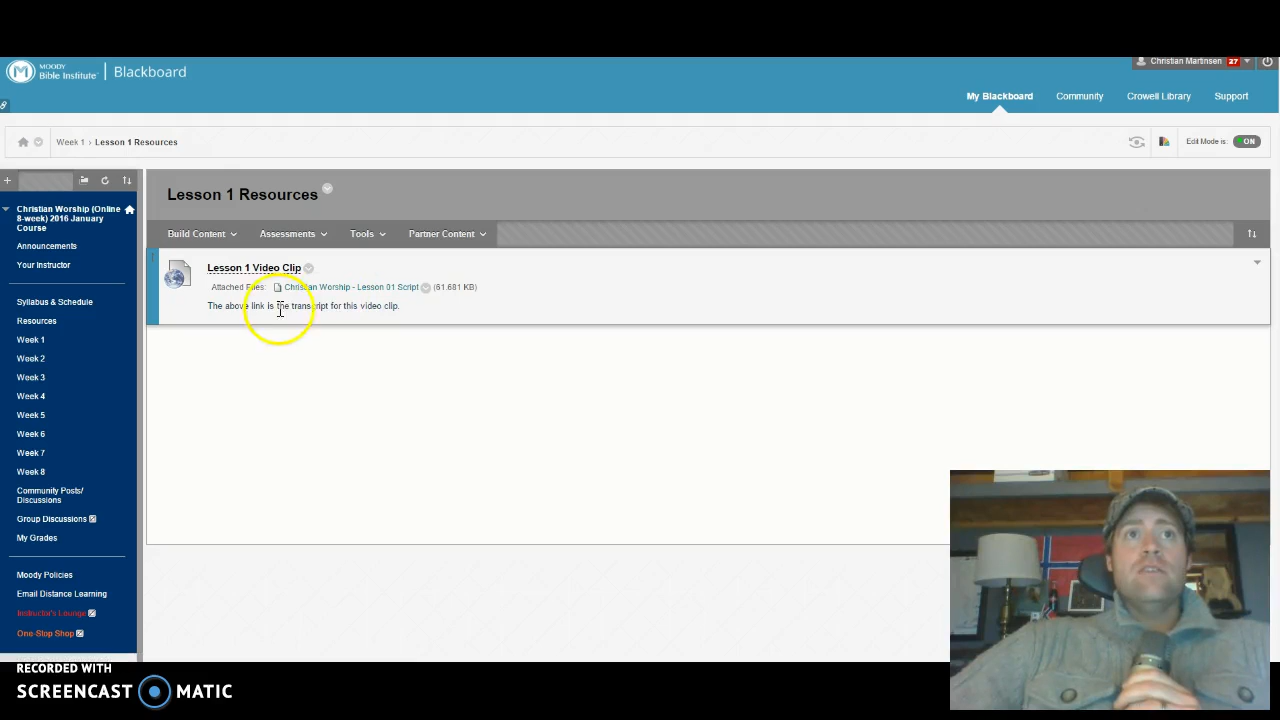 MOODY
Bible Institute™ Blackboard
Christian Martinsen 27
My Blackboard Community Crowell Library Support
Week 1 › Lesson 1 Resources
Edit Mode is: ON
Lesson 1 Resources
Build Content Assessments Tools Partner Content
Christian Worship (Online
8-week) 2016 January
Course
Announcements
Your Instructor
Syllabus & Schedule
Resources
Week 1
Week 2
Week 3
Week 4
Week 5
Week 6
Week 7
Week 8
Community Posts/
Discussions
Group Discussions
My Grades
Moody Policies
Email Distance Learning
Instructor's Lounge
One-Stop Shop
Lesson 1 Video Clip
Attached Files: Christian Worship - Lesson 01 Script (61.681 KB)
The above link is the transcript for this video clip.
RECORDED WITH
SCREENCAST MATIC